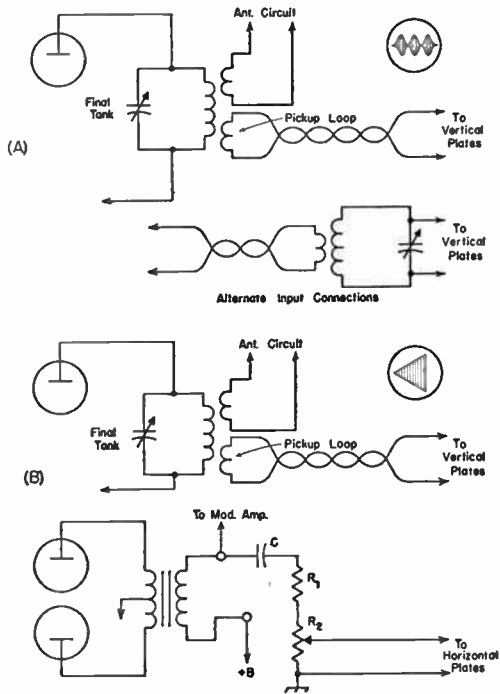 Ant. Circuit
Final
Tank
Pickup Loop
To
Vertical
Plates
(A)
To
Vertical
Plates
Alternate Input Connections
Ant. Circuit
Final
Tank
Pickup Loop
To
Vertical
Plates
(B)
To Mod. Amp.
C
R1
R2
+B
To
Horizontal
Plates